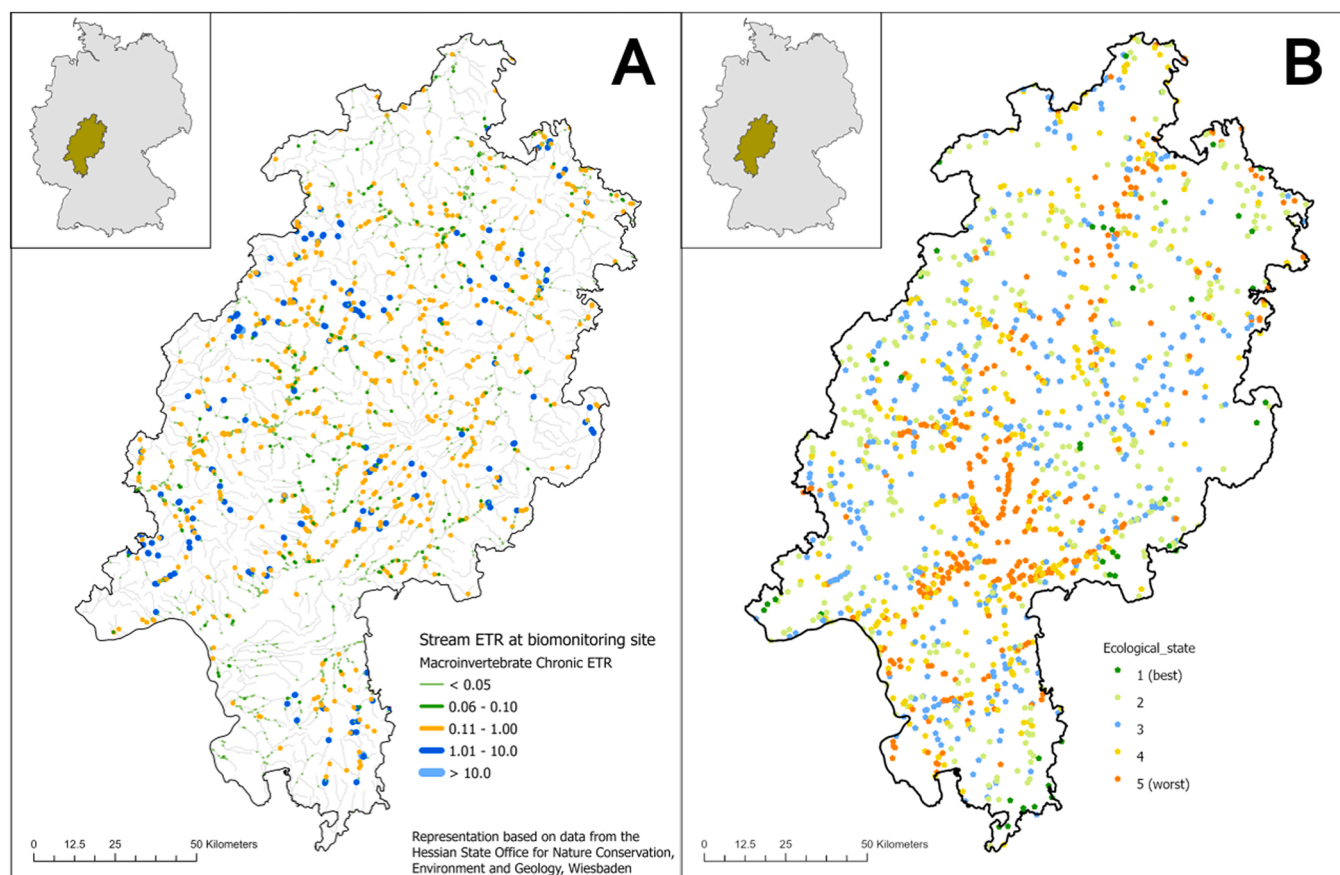 A
Stream ETR at biomonitoring site
Macroinvertebrate Chronic ETR
< 0.05
0.06 - 0.10
0.11 - 1.00
1.01 - 10.0
> 10.0
0 12.5 25 50 Kilometers
Representation based on data from the
Hessian State Office for Nature Conservation,
Environment and Geology, Wiesbaden
B
Ecological_state
1 (best)
2
3
4
5 (worst)
0 12.5 25 50 Kilometers